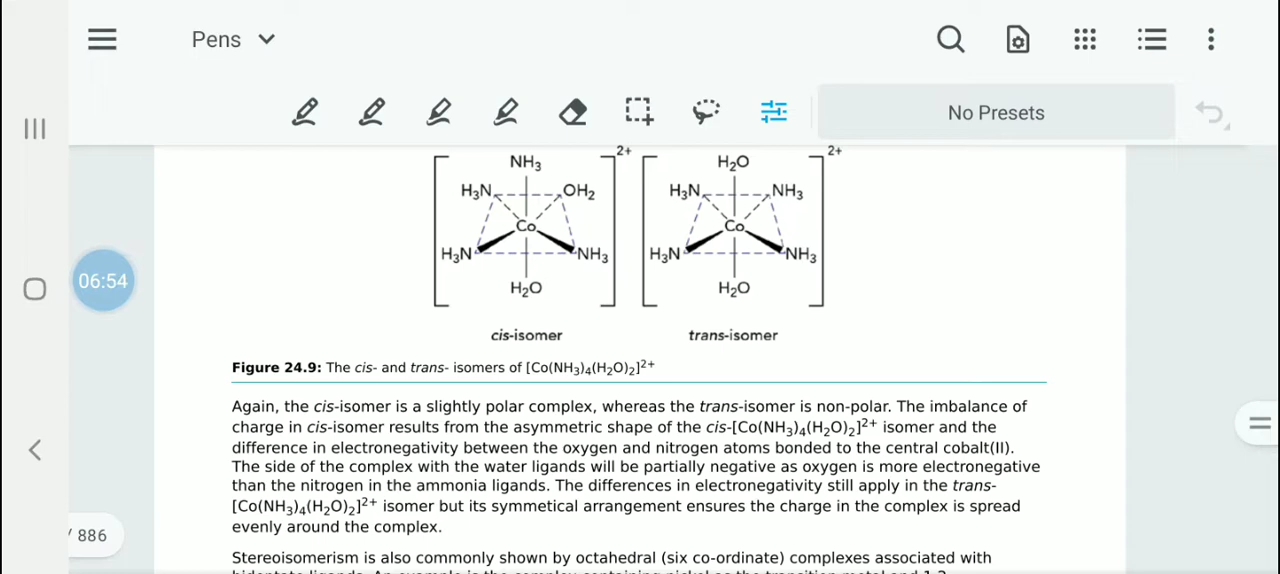 Pens
No Presets
06:54
2+ 2+
NH₃ H₂O
H₃N OH₂ H₃N NH₃
Co Co
H₃N NH₃ H₃N NH₃
H₂O H₂O
cis-isomer trans-isomer
Figure 24.9: The cis- and trans- isomers of [Co(NH₃)₄(H₂O)₂]²⁺
Again, the cis-isomer is a slightly polar complex, whereas the trans-isomer is non-polar. The imbalance of
charge in cis-isomer results from the asymmetric shape of the cis-[Co(NH₃)₄(H₂O)₂]²⁺ isomer and the
difference in electronegativity between the oxygen and nitrogen atoms bonded to the central cobalt(II).
The side of the complex with the water ligands will be partially negative as oxygen is more electronegative
than the nitrogen in the ammonia ligands. The differences in electronegativity still apply in the trans-
[Co(NH₃)₄(H₂O)₂]²⁺ isomer but its symmetical arrangement ensures the charge in the complex is spread
evenly around the complex.
/ 886
Stereoisomerism is also commonly shown by octahedral (six co-ordinate) complexes associated with